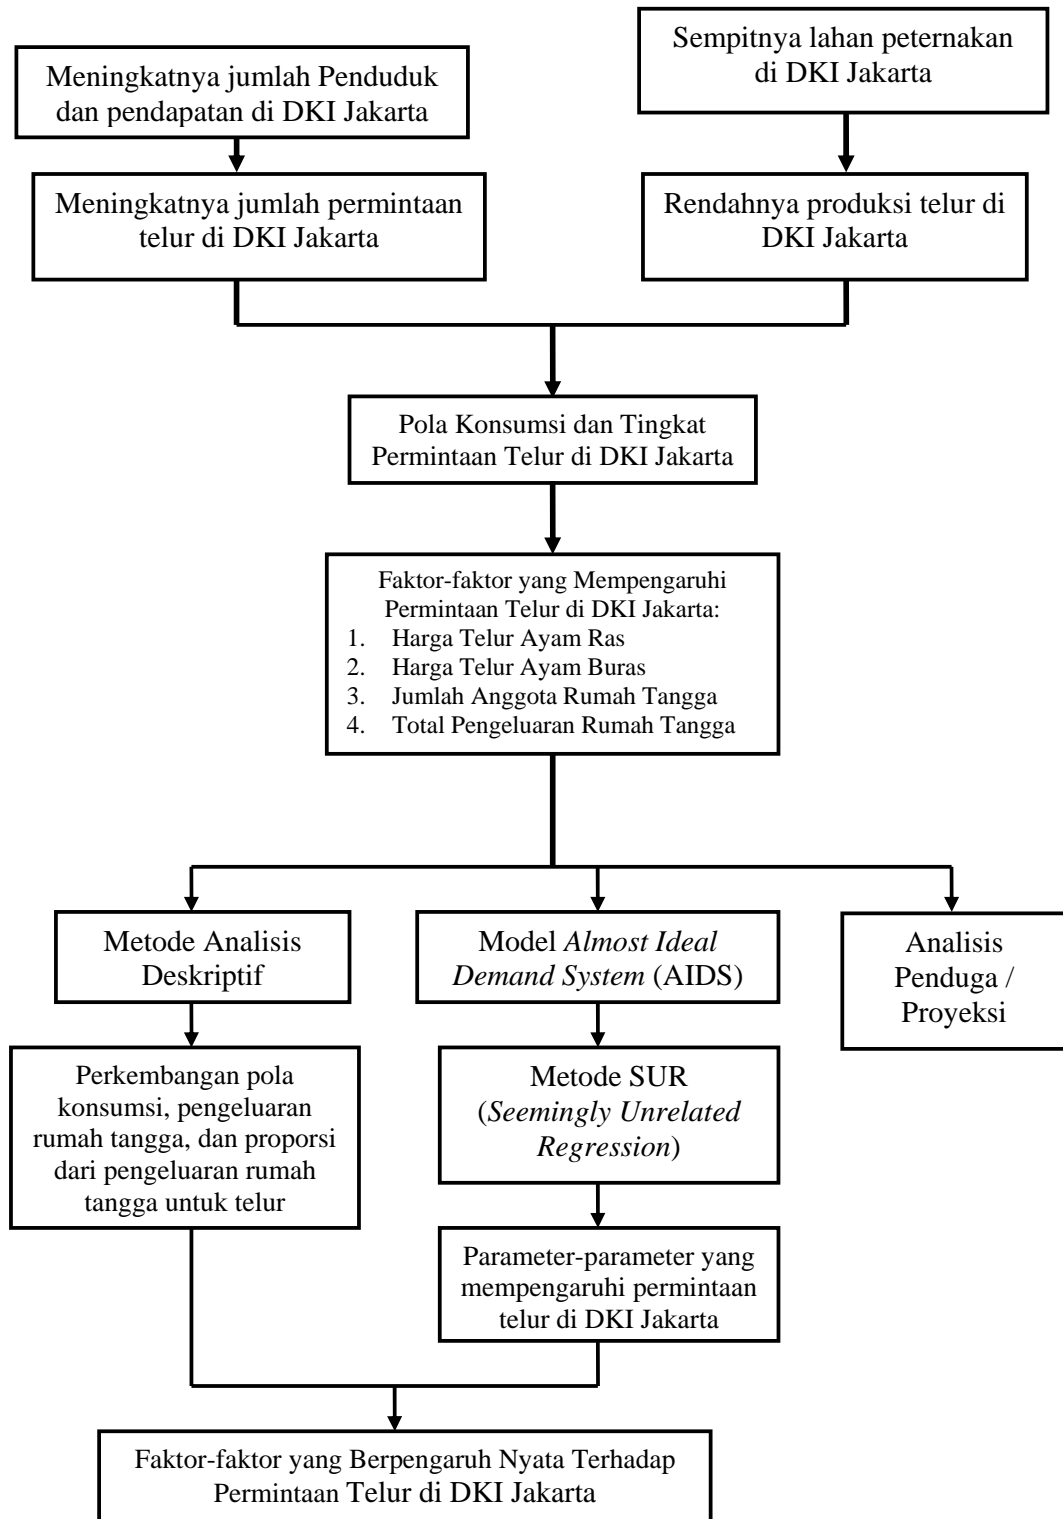 Meningkatnya jumlah Penduduk
dan pendapatan di DKI Jakarta
Sempitnya lahan peternakan
di DKI Jakarta
Meningkatnya jumlah permintaan
telur di DKI Jakarta
Rendahnya produksi telur di
DKI Jakarta
Pola Konsumsi dan Tingkat
Permintaan Telur di DKI Jakarta
Faktor-faktor yang Mempengaruhi
Permintaan Telur di DKI Jakarta:
1. Harga Telur Ayam Ras
2. Harga Telur Ayam Buras
3. Jumlah Anggota Rumah Tangga
4. Total Pengeluaran Rumah Tangga
Metode Analisis
Deskriptif
Model Almost Ideal
Demand System (AIDS)
Analisis
Penduga /
Proyeksi
Perkembangan pola
konsumsi, pengeluaran
rumah tangga, dan proporsi
dari pengeluaran rumah
tangga untuk telur
Metode SUR
(Seemingly Unrelated
Regression)
Parameter-parameter yang
mempengaruhi permintaan
telur di DKI Jakarta
Faktor-faktor yang Berpengaruh Nyata Terhadap
Permintaan Telur di DKI Jakarta